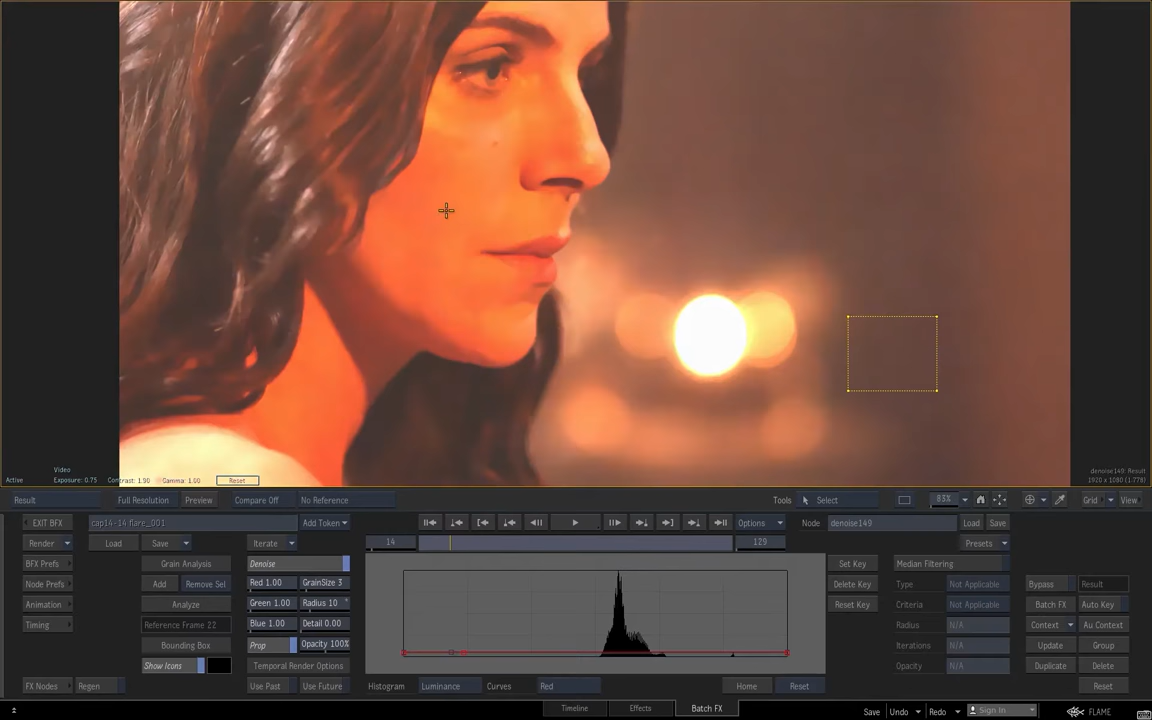 Video
Active Exposure: 0.75 Contrast: 1.90 Gamma: 1.00 Reset
denoise149: Result
1920 x 1080 (1.778)
Result Full Resolution Preview Compare Off No Reference Tools Select 83% Grid View
EXIT BFX cap14-14 flare_001 Add Token Options Node denoise149 Load Save
Render Load Save Iterate 14 129 Presets
BFX Prefs Grain Analysis Denoise Set Key Median Filtering
Node Prefs Add Remove Sel Red 1.00 GrainSize 3 Delete Key Type Not Applicable Bypass Result
Animation Analyze Green 1.00 Radius 10 Reset Key Criteria Not Applicable Batch FX Auto Key
Timing Reference Frame 22 Blue 1.00 Detail 0.00 Radius N/A Context Au Context
Bounding Box Prop Opacity 100% Iterations N/A Update Group
Show Icons Temporal Render Options Opacity N/A Duplicate Delete
FX Nodes Regen Use Past Use Future Histogram Luminance Curves Red Home Reset Reset
Timeline Effects Batch FX Save Undo Redo Sign In FLAME